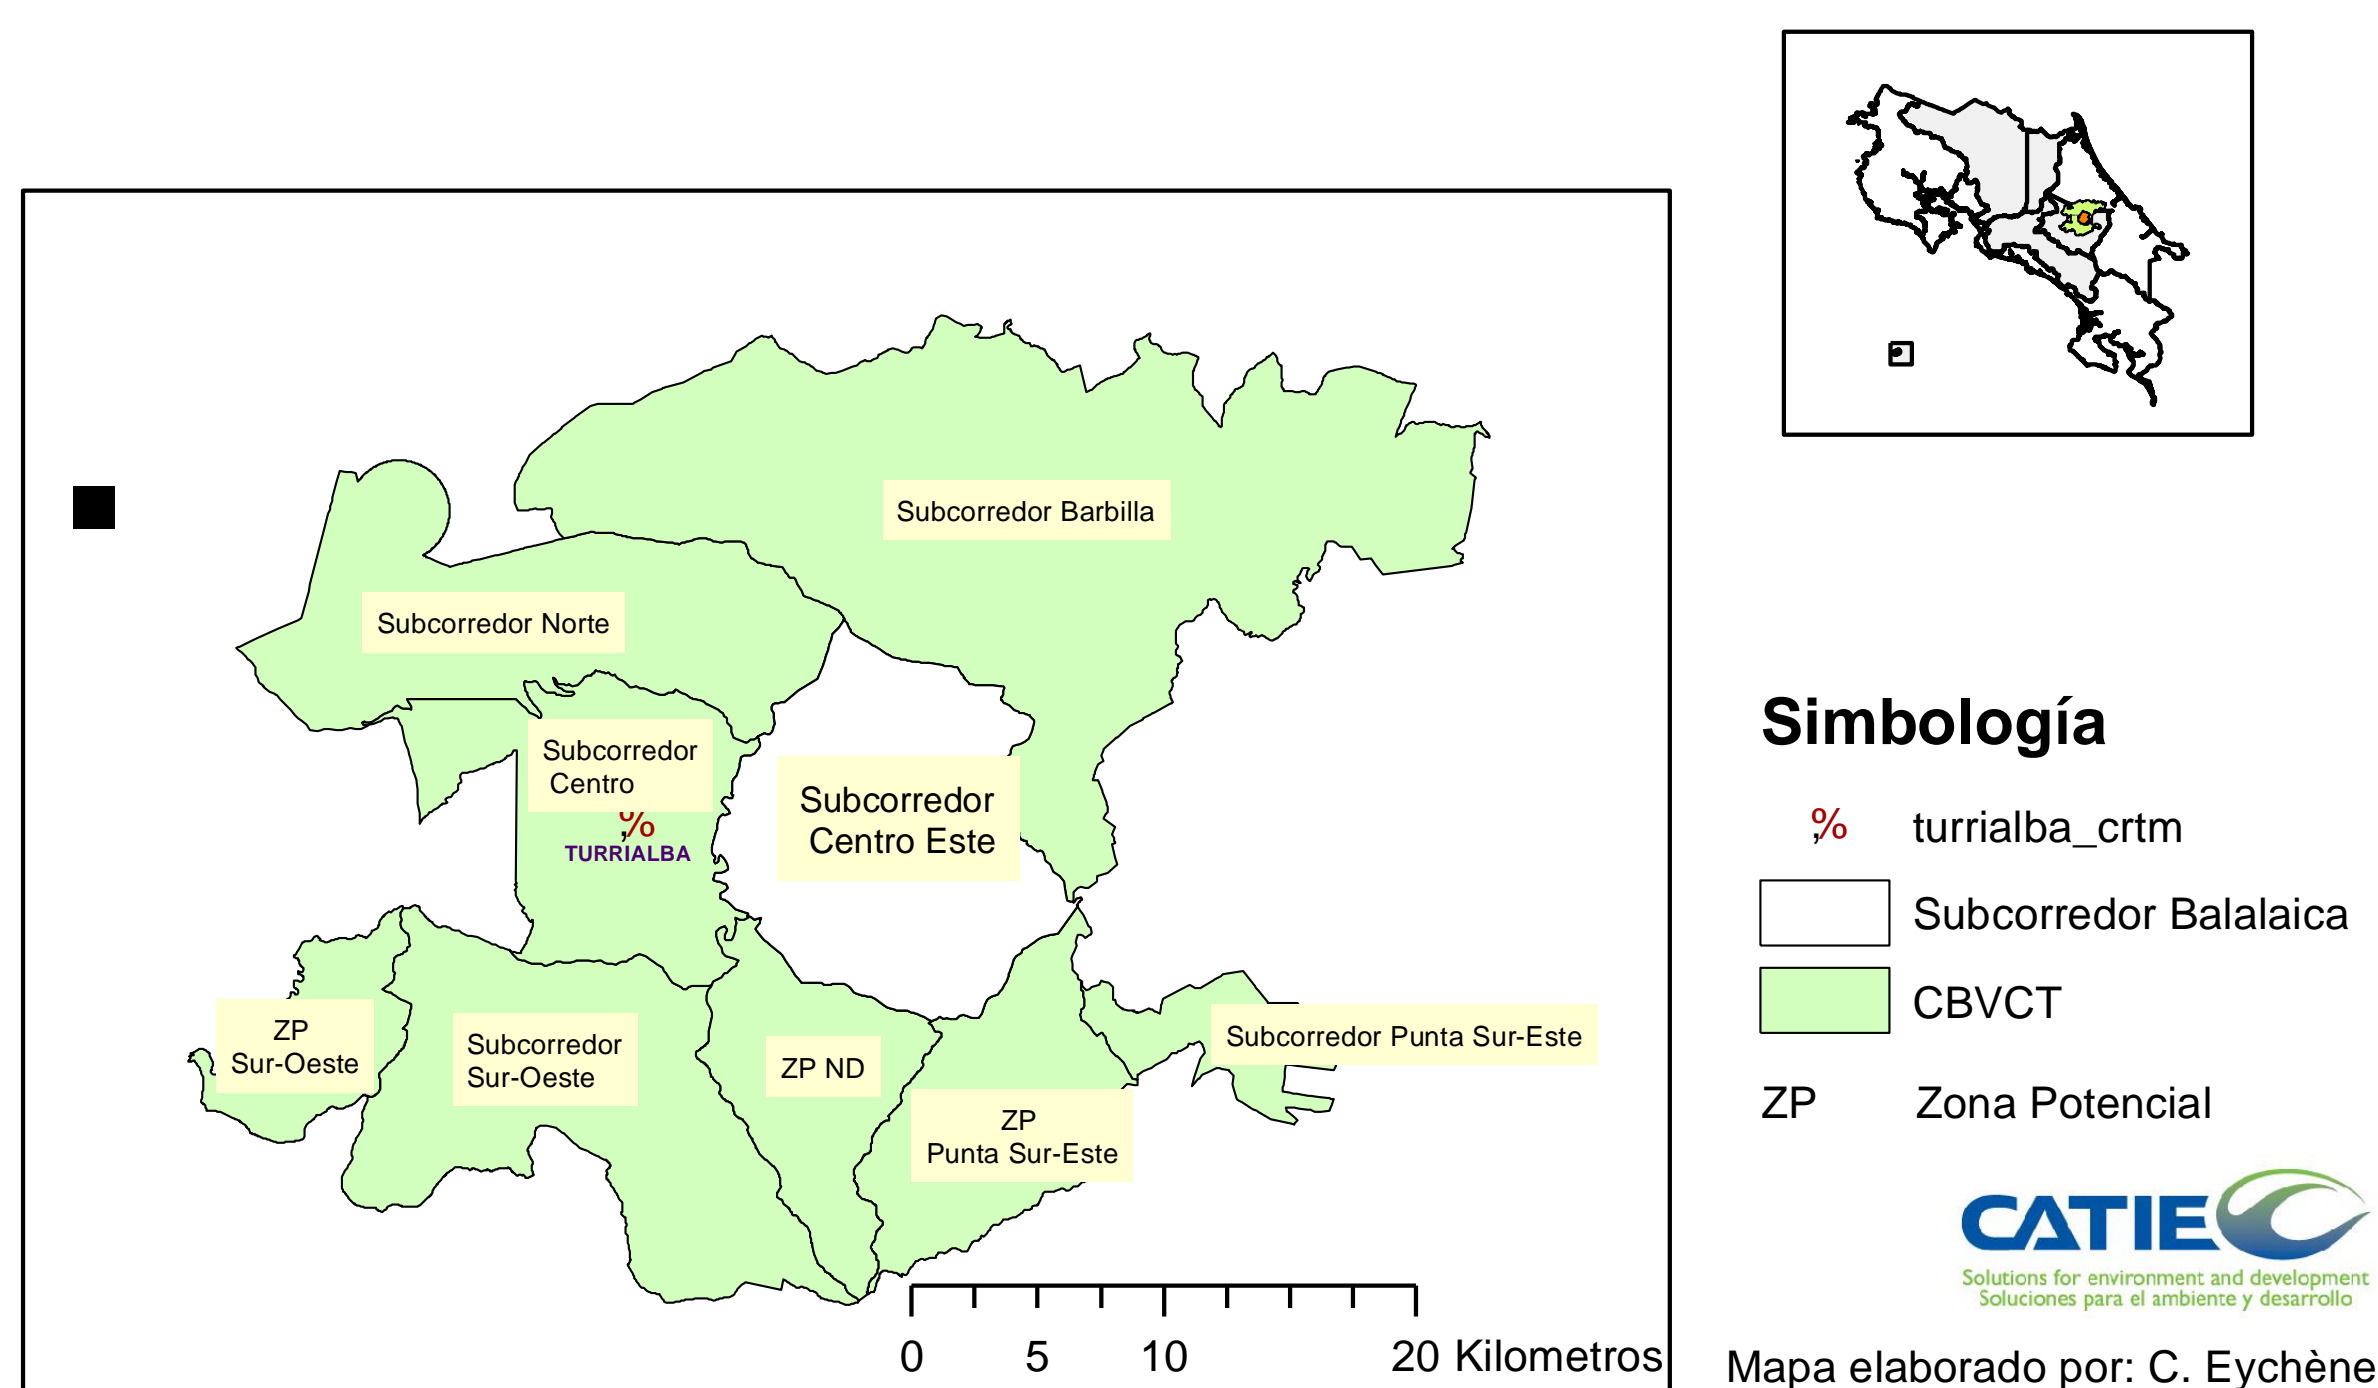 Subcorredor Barbilla
Subcorredor Norte
Subcorredor
Centro
TURRIALBA
Subcorredor
Centro Este
ZP
Sur-Oeste
Subcorredor
Sur-Oeste
ZP ND
ZP
Punta Sur-Este
Subcorredor Punta Sur-Este
0 5 10 20 Kilometros
Simbología
% turrialba_crtm
Subcorredor Balalaica
CBVCT
ZP Zona Potencial
CATIE
Solutions for environment and development
Soluciones para el ambiente y desarrollo
Mapa elaborado por: C. Eychène